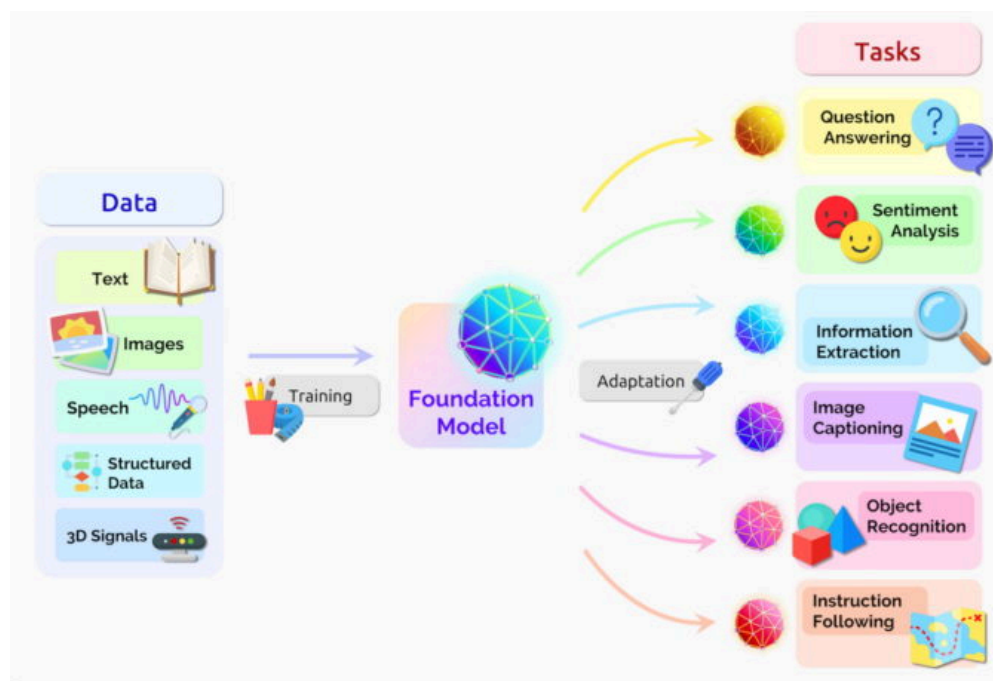 Data
Text
Images
Speech
Structured
Data
3D Signals
Training
Foundation
Model
Adaptation
Tasks
Question
Answering
?
Sentiment
Analysis
Information
Extraction
Image
Captioning
Object
Recognition
Instruction
Following